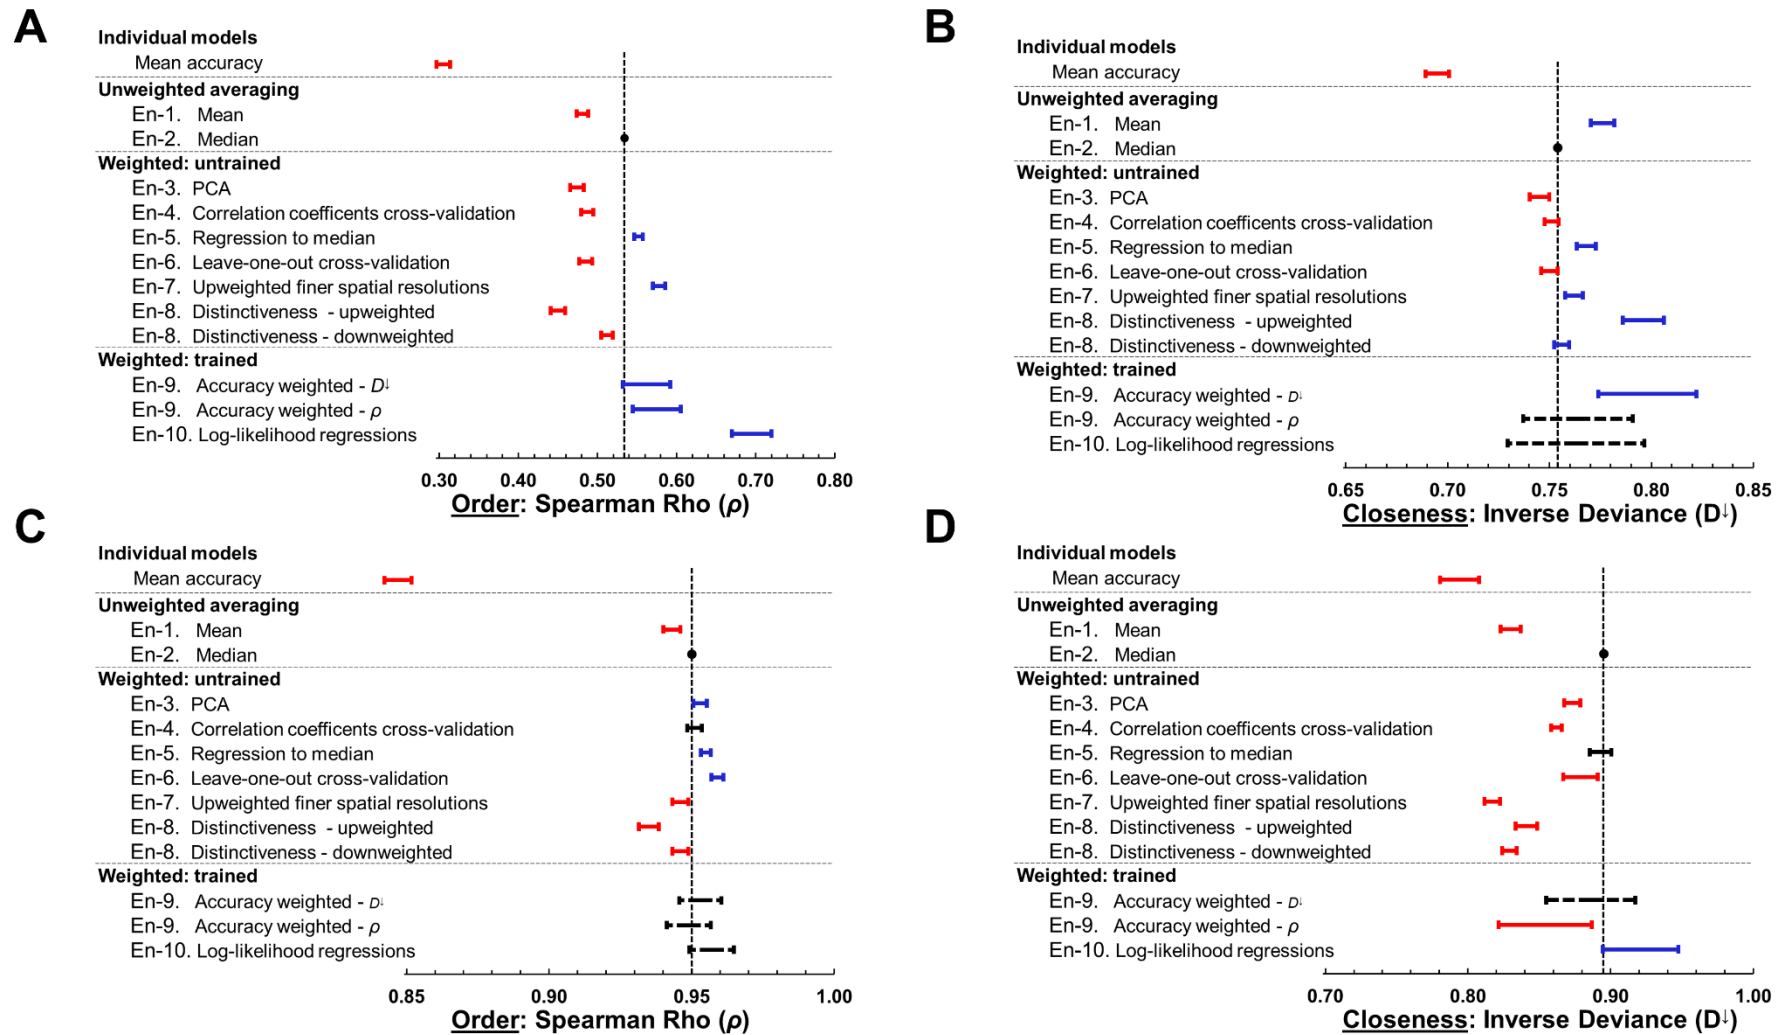 A
Individual models
Mean accuracy
Unweighted averaging
En-1. Mean
En-2. Median
Weighted: untrained
En-3. PCA
En-4. Correlation coefficents cross-validation
En-5. Regression to median
En-6. Leave-one-out cross-validation
En-7. Upweighted finer spatial resolutions
En-8. Distinctiveness - upweighted
En-8. Distinctiveness - downweighted
Weighted: trained
En-9. Accuracy weighted - D↓
En-9. Accuracy weighted - ρ
En-10. Log-likelihood regressions
0.30 0.40 0.50 0.60 0.70 0.80
Order: Spearman Rho (ρ)
B
Individual models
Mean accuracy
Unweighted averaging
En-1. Mean
En-2. Median
Weighted: untrained
En-3. PCA
En-4. Correlation coefficents cross-validation
En-5. Regression to median
En-6. Leave-one-out cross-validation
En-7. Upweighted finer spatial resolutions
En-8. Distinctiveness - upweighted
En-8. Distinctiveness - downweighted
Weighted: trained
En-9. Accuracy weighted - D↓
En-9. Accuracy weighted - ρ
En-10. Log-likelihood regressions
0.65 0.70 0.75 0.80 0.85
Closeness: Inverse Deviance (D↓)
C
Individual models
Mean accuracy
Unweighted averaging
En-1. Mean
En-2. Median
Weighted: untrained
En-3. PCA
En-4. Correlation coefficents cross-validation
En-5. Regression to median
En-6. Leave-one-out cross-validation
En-7. Upweighted finer spatial resolutions
En-8. Distinctiveness - upweighted
En-8. Distinctiveness - downweighted
Weighted: trained
En-9. Accuracy weighted - D↓
En-9. Accuracy weighted - ρ
En-10. Log-likelihood regressions
0.85 0.90 0.95 1.00
Order: Spearman Rho (ρ)
D
Individual models
Mean accuracy
Unweighted averaging
En-1. Mean
En-2. Median
Weighted: untrained
En-3. PCA
En-4. Correlation coefficents cross-validation
En-5. Regression to median
En-6. Leave-one-out cross-validation
En-7. Upweighted finer spatial resolutions
En-8. Distinctiveness - upweighted
En-8. Distinctiveness - downweighted
Weighted: trained
En-9. Accuracy weighted - D↓
En-9. Accuracy weighted - ρ
En-10. Log-likelihood regressions
0.70 0.80 0.90 1.00
Closeness: Inverse Deviance (D↓)